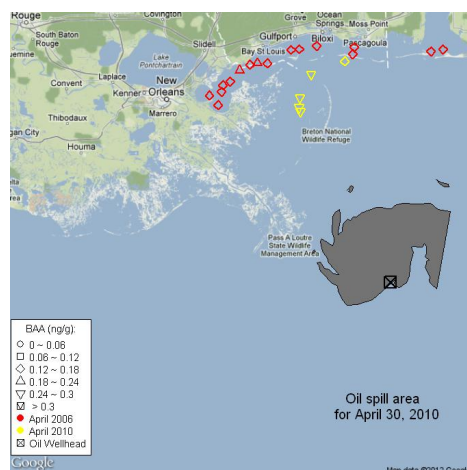 Rouge
Covington
Grove
Ocean
Springs
Moss Point
Gulfport
Biloxi
South Baton
Rouge
Slidell
Bay St Louis
Pascagoula
Lake
Pontchartrain
Convent
Laplace
Kenner
New
Orleans
Marrero
Thibodaux
gan City
Houma
Breton National
Wildlife Refuge
Pass A Loutre
State Wildlife
Management Area
BAA (ng/g):
0 ~ 0.06
0.06 ~ 0.12
0.12 ~ 0.18
0.18 ~ 0.24
0.24 ~ 0.3
> 0.3
April 2006
April 2010
Oil Wellhead
Oil spill area
for April 30, 2010
Google